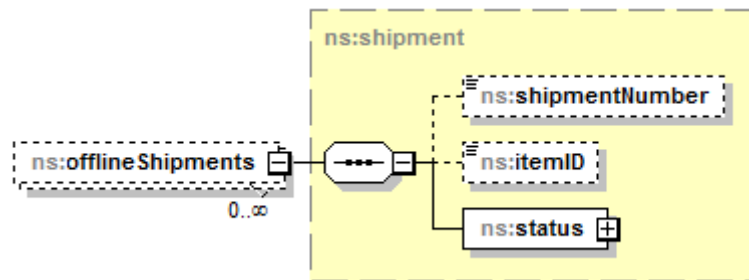 ns:shipment
ns:shipmentNumber
ns:offlineShipments
ns:itemID
0..∞
ns:status